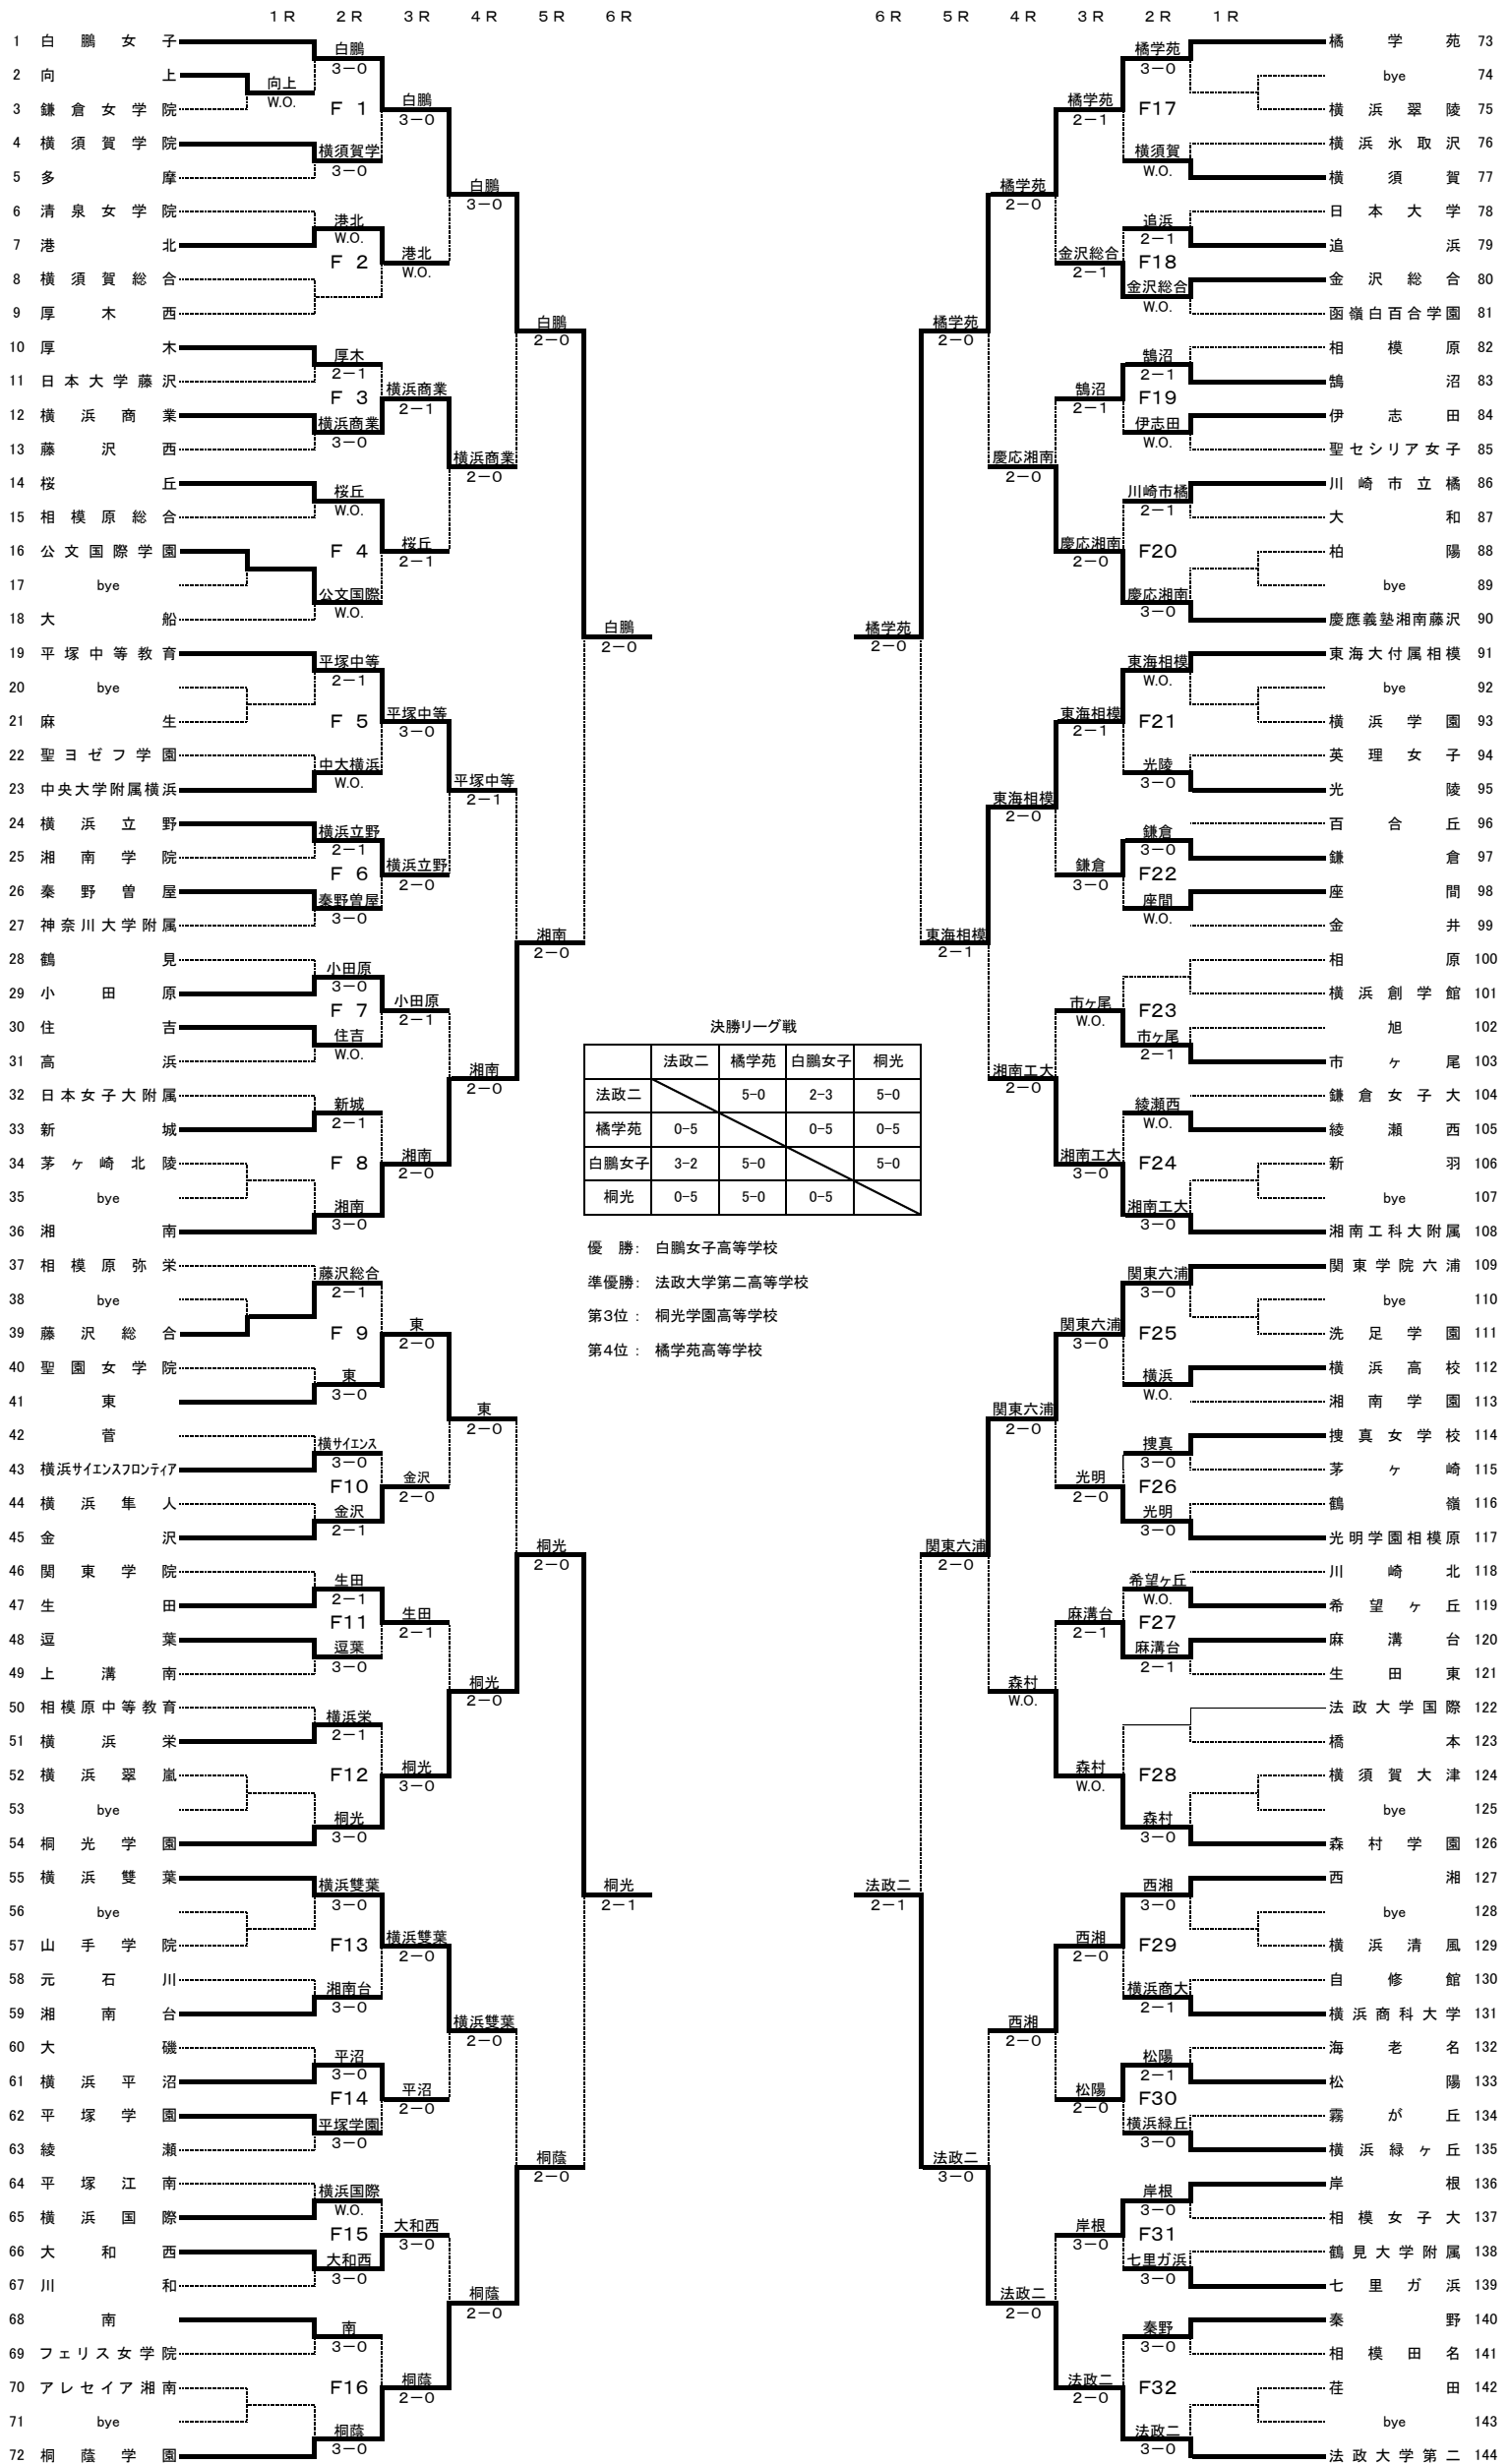 1R 2R 3R 4R 5R 6R
6R 5R 4R 3R 2R 1R
1 白鵬女子
2 向上
3 鎌倉女学院
4 横須賀学院
5 多摩
6 清泉女学院
7 港北
8 横須賀総合
9 厚木西
10 厚木
11 日本大学藤沢
12 横浜商業
13 藤沢西
14 桜丘
15 相模原総合
16 公文国際学園
17 bye
18 大船
19 平塚中等教育
20 bye
21 麻生
22 聖ヨゼフ学園
23 中央大学附属横浜
24 横浜立野
25 湘南学院
26 秦野曽屋
27 神奈川大学附属
28 鶴見
29 小田原
30 住吉
31 高浜
32 日本女子大附属
33 新城
34 茅ヶ崎北陵
35 bye
36 湘南
37 相模原弥栄
38 bye
39 藤沢総合
40 聖園女学院
41 東
42 菅
43 横浜サイエンスフロンティア
44 横浜隼人
45 金沢
46 関東学院
47 生田
48 逗葉
49 上溝南
50 相模原中等教育
51 横浜栄
52 横浜翠嵐
53 bye
54 桐光学園
55 横浜雙葉
56 bye
57 山手学院
58 元石川
59 湘南台
60 大磯
61 横浜平沼
62 平塚学園
63 綾瀬
64 平塚江南
65 横浜国際
66 大和西
67 川和
68 南
69 フェリス女学院
70 アレセイア湘南
71 bye
72 桐蔭学園
向上
W.O.
白鵬
3-0
F 1
横須賀学
3-0
港北
W.O.
F 2
厚木
2-1
F 3
横浜商業
3-0
桜丘
W.O.
F 4
公文国際
W.O.
平塚中等
2-1
F 5
中大横浜
W.O.
横浜立野
2-1
F 6
秦野曽屋
3-0
小田原
3-0
F 7
住吉
W.O.
新城
2-1
F 8
湘南
3-0
藤沢総合
2-1
F 9
東
3-0
横サイエンス
3-0
F10
金沢
2-1
生田
2-1
F11
逗葉
3-0
横浜栄
2-1
F12
桐光
3-0
横浜雙葉
3-0
F13
湘南台
3-0
平沼
3-0
F14
平塚学園
3-0
横浜国際
W.O.
F15
大和西
3-0
南
3-0
F16
桐蔭
3-0
白鵬
3-0
港北
W.O.
横浜商業
2-1
桜丘
2-1
平塚中等
3-0
横浜立野
2-0
小田原
2-1
湘南
2-0
東
2-0
金沢
2-0
生田
2-1
桐光
3-0
横浜雙葉
2-0
平沼
2-0
大和西
3-0
桐蔭
2-0
白鵬
3-0
横浜商業
2-0
平塚中等
2-1
湘南
2-0
東
2-0
桐光
2-0
横浜雙葉
2-0
桐蔭
2-0
白鵬
2-0
湘南
2-0
桐光
2-0
桐蔭
2-0
白鵬
2-0
桐光
2-1
決勝リーグ戦
法政二 橘学苑 白鵬女子 桐光
法政二 5-0 2-3 5-0
橘学苑 0-5 0-5 0-5
白鵬女子 3-2 5-0 5-0
桐光 0-5 5-0 0-5
優 勝: 白鵬女子高等学校
準優勝: 法政大学第二高等学校
第3位 : 桐光学園高等学校
第4位 : 橘学苑高等学校
橘学苑
2-0
法政二
2-1
橘学苑
2-0
東海相模
2-1
関東六浦
2-0
法政二
3-0
橘学苑
2-0
慶応湘南
2-0
東海相模
2-0
湘南工大
2-0
関東六浦
2-0
森村
W.O.
西湘
2-0
法政二
2-0
橘学苑
2-1
金沢総合
2-1
鵠沼
2-1
慶応湘南
2-0
東海相模
2-1
鎌倉
3-0
市ヶ尾
W.O.
湘南工大
3-0
関東六浦
3-0
光明
2-0
麻溝台
2-1
森村
W.O.
西湘
2-0
松陽
2-0
岸根
3-0
法政二
2-0
橘学苑
3-0
F17
横須賀
W.O.
追浜
2-1
F18
金沢総合
W.O.
鵠沼
2-1
F19
伊志田
W.O.
川崎市橘
2-1
F20
慶応湘南
3-0
東海相模
W.O.
F21
光陵
3-0
鎌倉
3-0
F22
座間
W.O.
F23
市ヶ尾
2-1
綾瀬西
W.O.
F24
湘南工大
3-0
関東六浦
3-0
F25
横浜
W.O.
捜真
3-0
F26
光明
3-0
希望ヶ丘
W.O.
F27
麻溝台
2-1
F28
森村
3-0
西湘
3-0
F29
横浜商大
2-1
松陽
2-1
F30
横浜緑丘
3-0
岸根
3-0
F31
七里ガ浜
3-0
秦野
3-0
F32
法政二
3-0
橘学苑 73
bye 74
横浜翠陵 75
横浜氷取沢 76
横須賀 77
日本大学 78
追浜 79
金沢総合 80
函嶺白百合学園 81
相模原 82
鵠沼 83
伊志田 84
聖セシリア女子 85
川崎市立橘 86
大和 87
柏陽 88
bye 89
慶應義塾湘南藤沢 90
東海大付属相模 91
bye 92
横浜学園 93
英理女子 94
光陵 95
百合丘 96
鎌倉 97
座間 98
金井 99
相原 100
横浜創学館 101
旭 102
市ヶ尾 103
鎌倉女子大 104
綾瀬西 105
新羽 106
bye 107
湘南工科大附属 108
関東学院六浦 109
bye 110
洗足学園 111
横浜高校 112
湘南学園 113
捜真女学校 114
茅ヶ崎 115
鶴嶺 116
光明学園相模原 117
川崎北 118
希望ヶ丘 119
麻溝台 120
生田東 121
法政大学国際 122
橋本 123
横須賀大津 124
bye 125
森村学園 126
西湘 127
bye 128
横浜清風 129
自修館 130
横浜商科大学 131
海老名 132
松陽 133
霧が丘 134
横浜緑ヶ丘 135
岸根 136
相模女子大 137
鶴見大学附属 138
七里ガ浜 139
秦野 140
相模田名 141
荏田 142
bye 143
法政大学第二 144